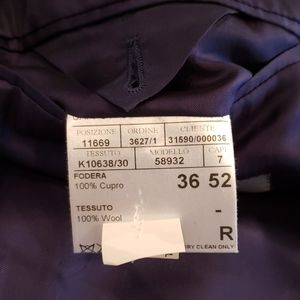 POSIZIONE ORDINE CLIENTE
11669 3627/1 31590/000036
TESSUTO MODELLO CAPI
K10638/30 58932 7
FODERA
100% Cupro
36 52
TESSUTO
100% Wool
-
R
DRY CLEAN ONLY